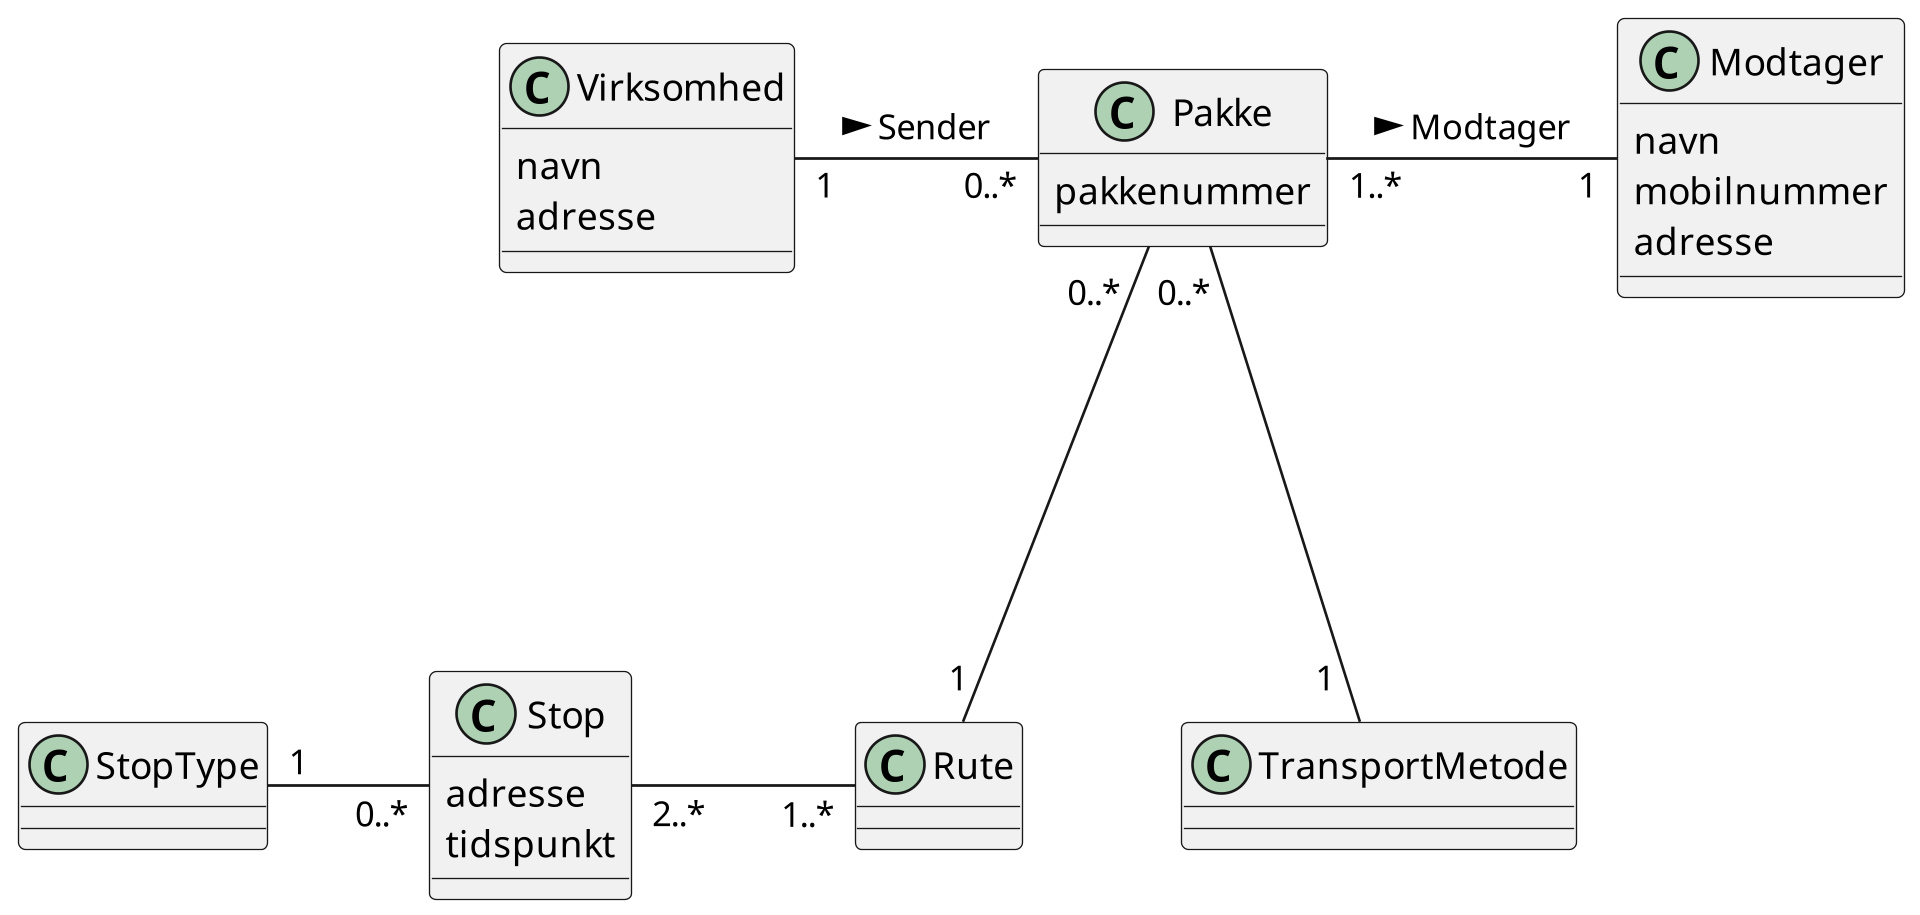 C Virksomhed
navn
adresse
Sender
1
0..*
C Pakke
pakkenummer
Modtager
1..*
1
C Modtager
navn
mobilnummer
adresse
0..*
0..*
1
1
C StopType
1
0..*
C Stop
adresse
tidspunkt
2..*
1..*
C Rute
C TransportMetode